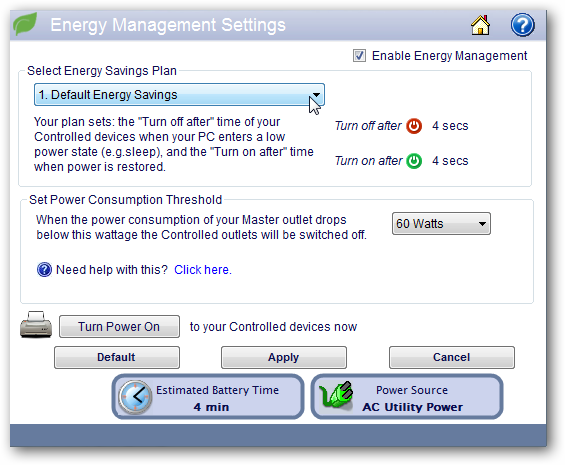 Energy Management Settings
Enable Energy Management
Select Energy Savings Plan
1. Default Energy Savings
Your plan sets: the "Turn off after" time of your
Controlled devices when your PC enters a low
power state (e.g.sleep), and the "Turn on after" time
when power is restored.
Turn off after 4 secs
Turn on after 4 secs
Set Power Consumption Threshold
When the power consumption of your Master outlet drops
below this wattage the Controlled outlets will be switched off.
60 Watts
? Need help with this? Click here.
Turn Power On to your Controlled devices now
Default Apply Cancel
Estimated Battery Time
4 min
Power Source
AC Utility Power